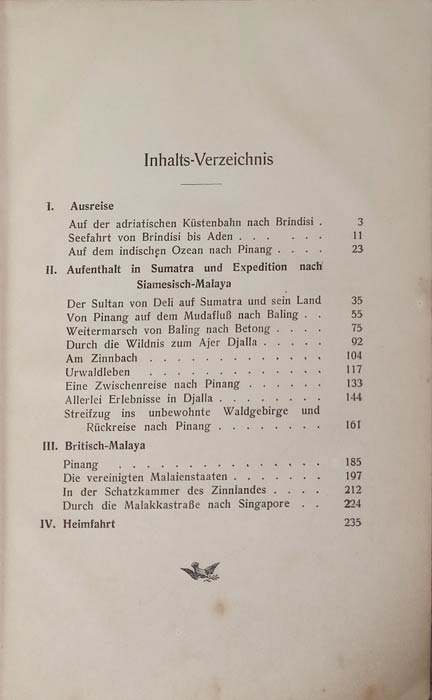 Inhalts-Verzeichnis
I. Ausreise
Auf der adriatischen Küstenbahn nach Brindisi . 3
Seefahrt von Brindisi bis Aden . . . . . . 11
Auf dem indischen Ozean nach Pinang . . . . 23
II. Aufenthalt in Sumatra und Expedition nach
Siamesisch-Malaya
Der Sultan von Deli auf Sumatra und sein Land 35
Von Pinang auf dem Mudafluß nach Baling . . 55
Weitermarsch von Baling nach Betong . . . . 75
Durch die Wildnis zum Ajer Djalla . . . . . 92
Am Zinnbach . . . . . . . . . . . . . 104
Urwaldleben . . . . . . . . . . . . . 117
Eine Zwischenreise nach Pinang . . . . . . 133
Allerlei Erlebnisse in Djalla . . . . . . . . 144
Streifzug ins unbewohnte Waldgebirge und
Rückreise nach Pinang . . . . . . . . 161
III. Britisch-Malaya
Pinang . . . . . . . . . . . . . . . 185
Die vereinigten Malaienstaaten . . . . . . 197
In der Schatzkammer des Zinnlandes . . . . 212
Durch die Malakkastraße nach Singapore . . 224
IV. Heimfahrt 235